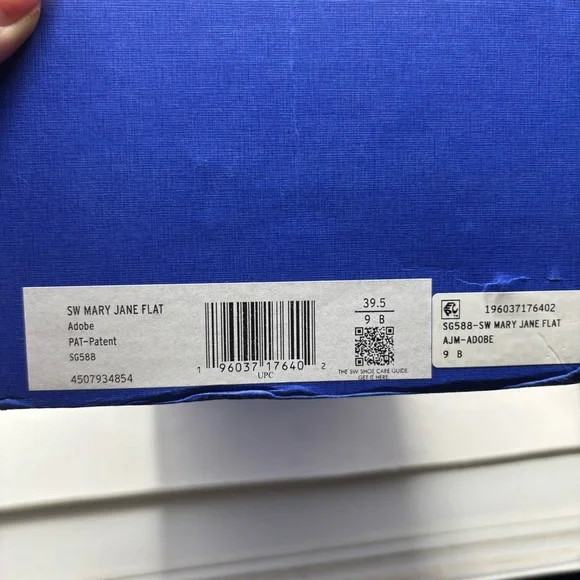 SW MARY JANE FLAT
Adobe
PAT-Patent
SG588
4507934854
1 96037 17640 2
UPC
39.5
9 B
THE SW SHOE CARE GUIDE.
GET IT HERE.
196037176402
SG588-SW MARY JANE FLAT
AJM-ADOBE
9 B